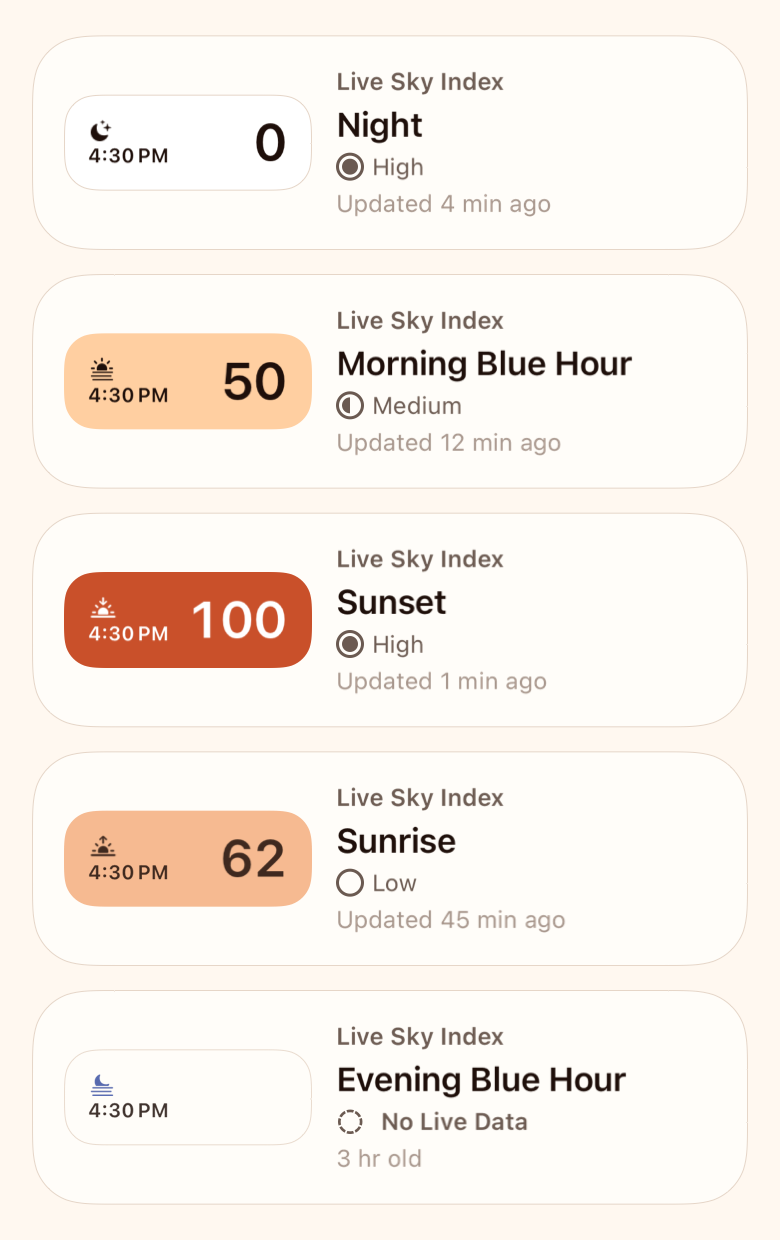 Live Sky Index
4:30 PM 0
Night
High
Updated 4 min ago
Live Sky Index
4:30 PM 50
Morning Blue Hour
Medium
Updated 12 min ago
Live Sky Index
4:30 PM 100
Sunset
High
Updated 1 min ago
Live Sky Index
4:30 PM 62
Sunrise
Low
Updated 45 min ago
Live Sky Index
4:30 PM
Evening Blue Hour
No Live Data
3 hr old